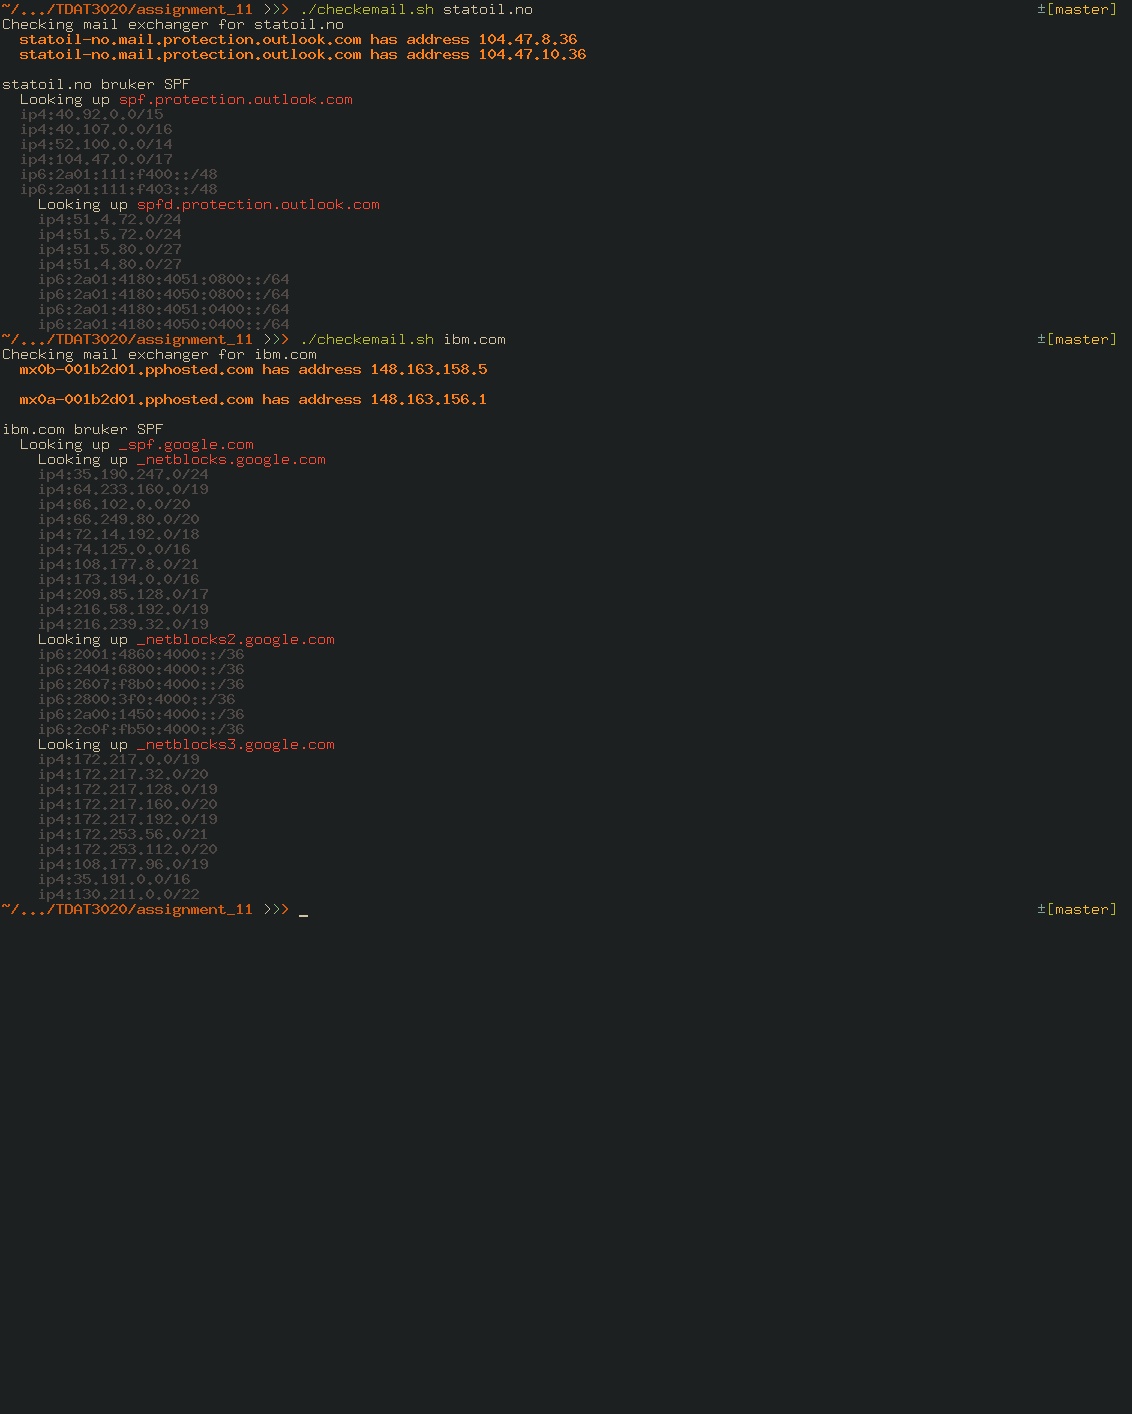 ~/.../TDAT3020/assignment_11 >>> ./checkemail.sh statoil.no ±[master]
Checking mail exchanger for statoil.no
statoil-no.mail.protection.outlook.com has address 104.47.8.36
statoil-no.mail.protection.outlook.com has address 104.47.10.36
statoil.no bruker SPF
Looking up spf.protection.outlook.com
ip4:40.92.0.0/15
ip4:40.107.0.0/16
ip4:52.100.0.0/14
ip4:104.47.0.0/17
ip6:2a01:111:f400::/48
ip6:2a01:111:f403::/48
Looking up spfd.protection.outlook.com
ip4:51.4.72.0/24
ip4:51.5.72.0/24
ip4:51.5.80.0/27
ip4:51.4.80.0/27
ip6:2a01:4180:4051:0800::/64
ip6:2a01:4180:4050:0800::/64
ip6:2a01:4180:4051:0400::/64
ip6:2a01:4180:4050:0400::/64
~/.../TDAT3020/assignment_11 >>> ./checkemail.sh ibm.com ±[master]
Checking mail exchanger for ibm.com
mx0b-001b2d01.pphosted.com has address 148.163.158.5
mx0a-001b2d01.pphosted.com has address 148.163.156.1
ibm.com bruker SPF
Looking up _spf.google.com
Looking up _netblocks.google.com
ip4:35.190.247.0/24
ip4:64.233.160.0/19
ip4:66.102.0.0/20
ip4:66.249.80.0/20
ip4:72.14.192.0/18
ip4:74.125.0.0/16
ip4:108.177.8.0/21
ip4:173.194.0.0/16
ip4:209.85.128.0/17
ip4:216.58.192.0/19
ip4:216.239.32.0/19
Looking up _netblocks2.google.com
ip6:2001:4860:4000::/36
ip6:2404:6800:4000::/36
ip6:2607:f8b0:4000::/36
ip6:2800:3f0:4000::/36
ip6:2a00:1450:4000::/36
ip6:2c0f:fb50:4000::/36
Looking up _netblocks3.google.com
ip4:172.217.0.0/19
ip4:172.217.32.0/20
ip4:172.217.128.0/19
ip4:172.217.160.0/20
ip4:172.217.192.0/19
ip4:172.253.56.0/21
ip4:172.253.112.0/20
ip4:108.177.96.0/19
ip4:35.191.0.0/16
ip4:130.211.0.0/22
~/.../TDAT3020/assignment_11 >>> _ ±[master]